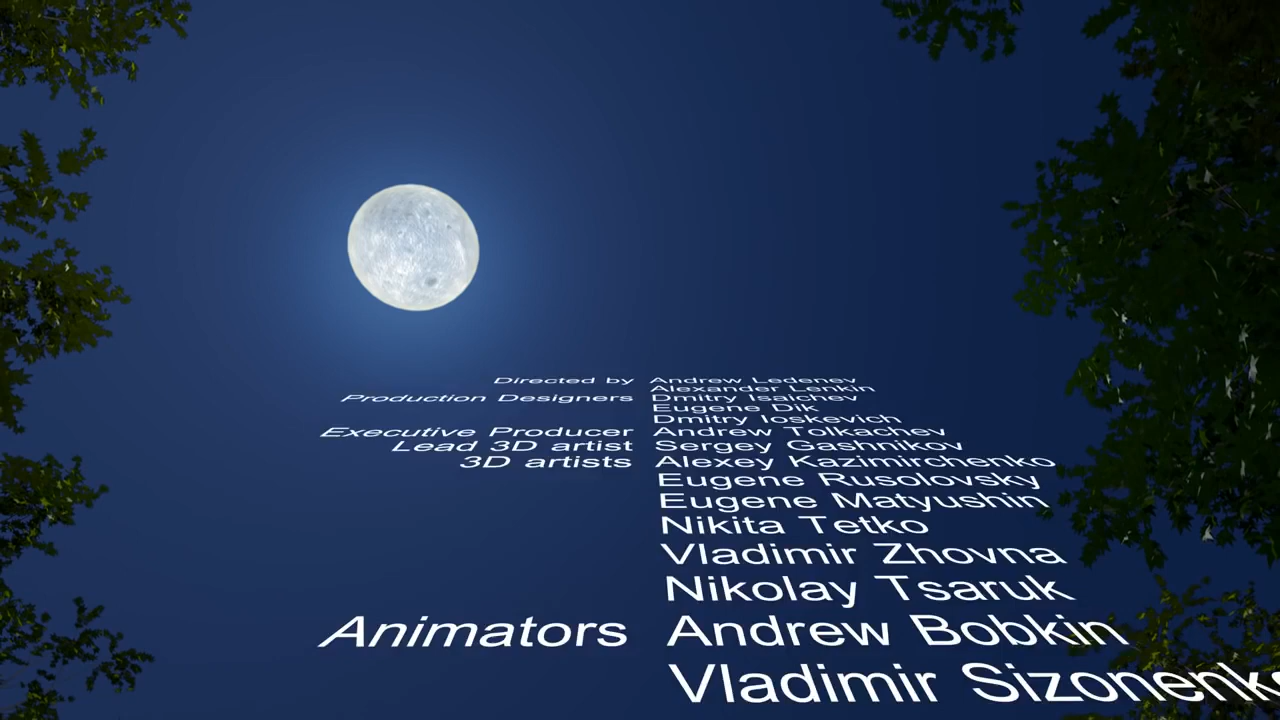 Directed by Andrew Ledenev
Alexander Lenkin
Production Designers Dmitry Isaichev
Eugene Dik
Dmitry Ioskevich
Executive Producer Andrew Tolkachev
Lead 3D artist Sergey Gashnikov
3D artists Alexey Kazimirchenko
Eugene Rusolovsky
Eugene Matyushin
Nikita Tetko
Vladimir Zhovna
Nikolay Tsaruk
Animators Andrew Bobkin
Vladimir